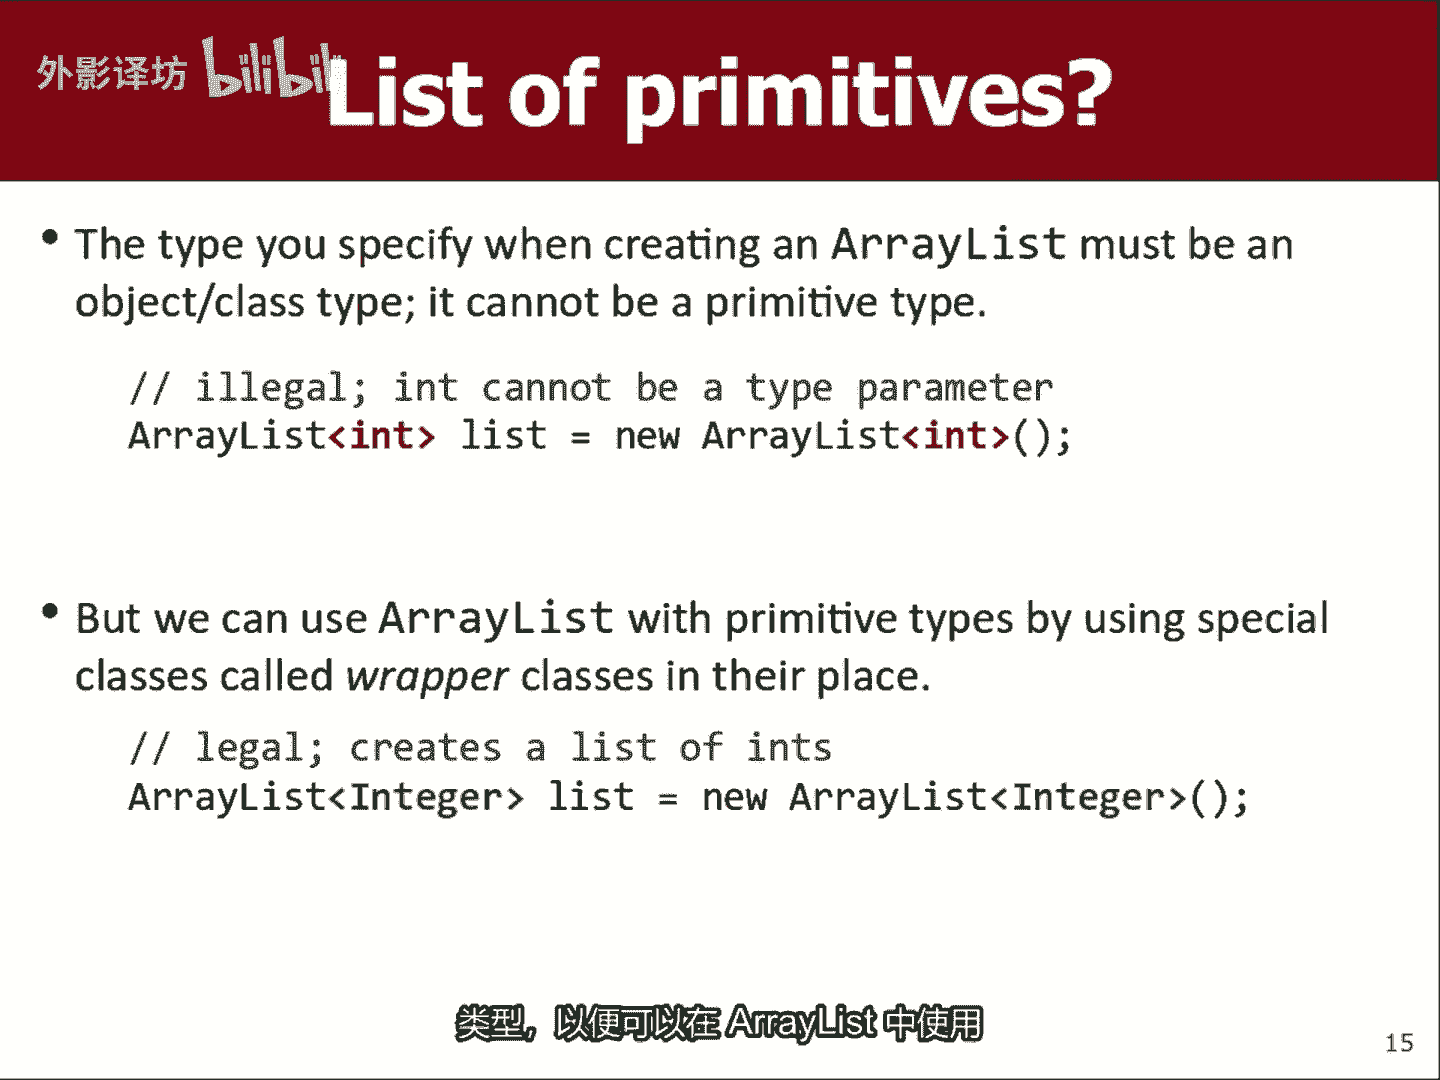 外影译坊 bilibili
List of primitives?
• The type you specify when creating an ArrayList must be an
object/class type; it cannot be a primitive type.
// illegal; int cannot be a type parameter
ArrayList<int> list = new ArrayList<int>();
• But we can use ArrayList with primitive types by using special
classes called wrapper classes in their place.
// legal; creates a list of ints
ArrayList<Integer> list = new ArrayList<Integer>();
类型，以便可以在 ArrayList 中使用
15